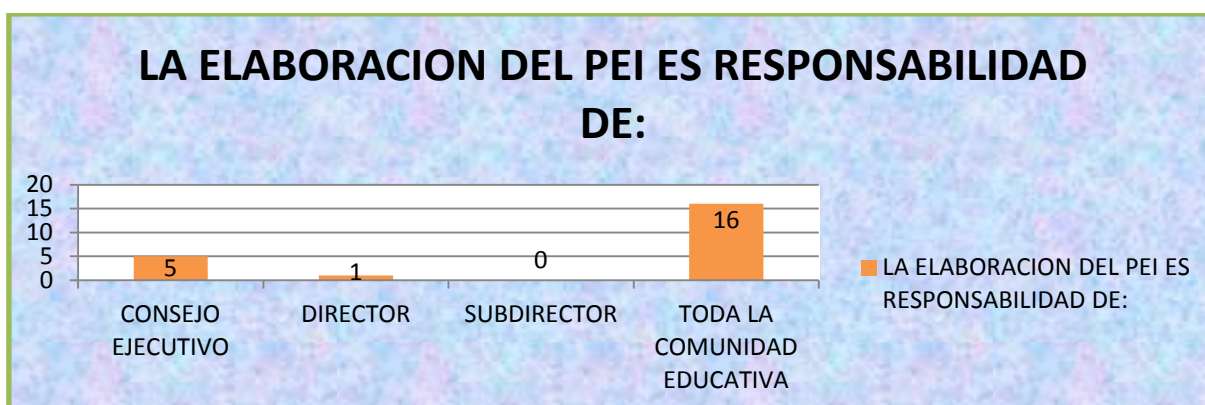 LA ELABORACION DEL PEI ES RESPONSABILIDAD
DE:
20
15
10
5
0
5
1
0
16
CONSEJO
EJECUTIVO
DIRECTOR
SUBDIRECTOR
TODA LA
COMUNIDAD
EDUCATIVA
LA ELABORACION DEL PEI ES
RESPONSABILIDAD DE: